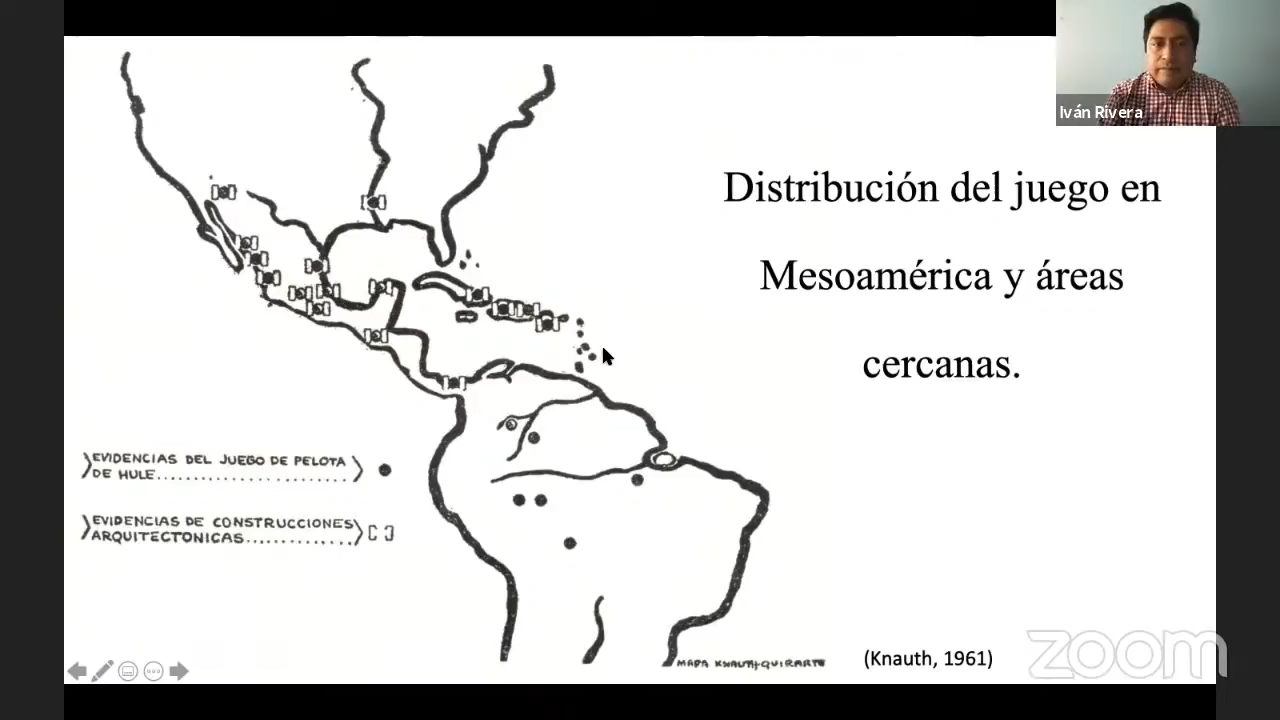 Iván Rivera
Distribución del juego en
Mesoamérica y áreas
cercanas.
EVIDENCIAS DEL JUEGO DE PELOTA
DE HULE
EVIDENCIAS DE CONSTRUCCIONES
ARQUITECTONICAS
MAPA KNAUTH+QUIRARTE
(Knauth, 1961)
zoom